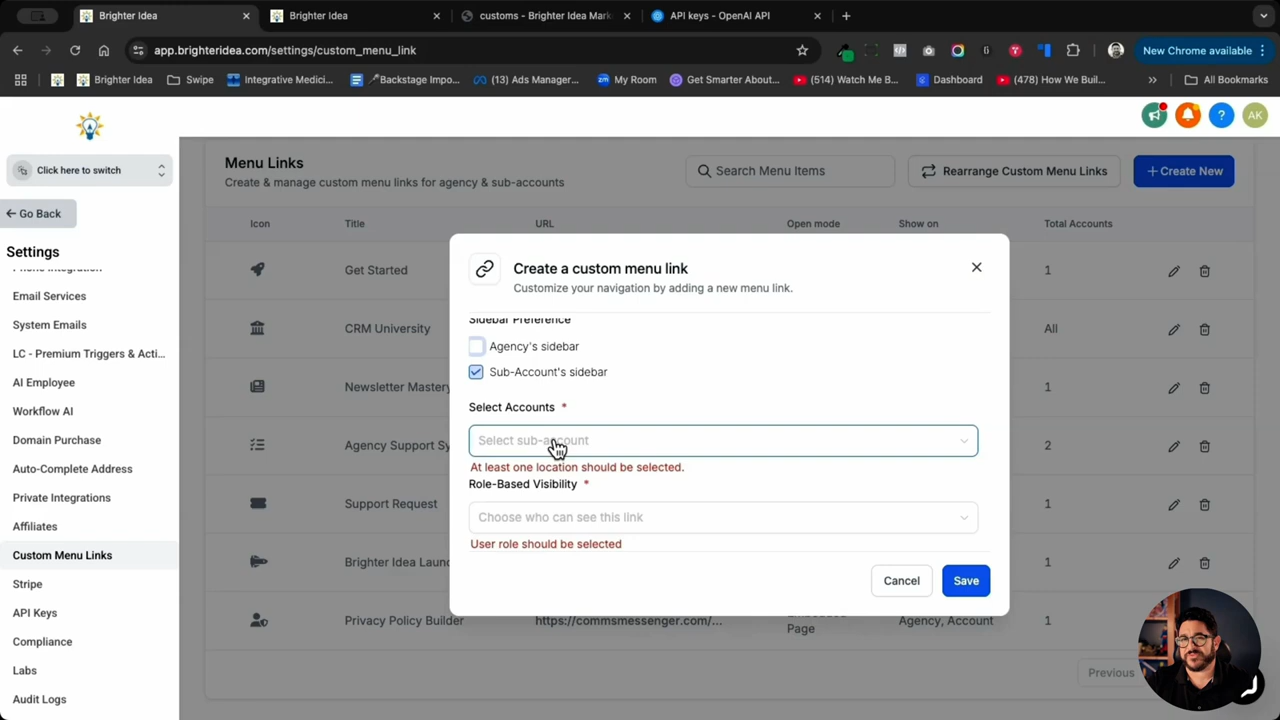 Brighter Idea
Brighter Idea
customs - Brighter Idea Mark
API keys - OpenAI API
app.brighteridea.com/settings/custom_menu_link
New Chrome available
Brighter Idea
Swipe
Integrative Medici...
Backstage Impo...
(13) Ads Manager...
My Room
Get Smarter About...
(514) Watch Me B...
Dashboard
(478) How We Buil...
All Bookmarks
AK
Click here to switch
Go Back
Settings
Phone Integration
Email Services
System Emails
LC - Premium Triggers & Acti...
AI Employee
Workflow AI
Domain Purchase
Auto-Complete Address
Private Integrations
Affiliates
Custom Menu Links
Stripe
API Keys
Compliance
Labs
Audit Logs
Menu Links
Create & manage custom menu links for agency & sub-accounts
Search Menu Items
Rearrange Custom Menu Links
+ Create New
Icon Title URL Open mode Show on Total Accounts
Get Started 1
CRM University All
Newsletter Mastery 1
Agency Support Sy 2
Support Request 1
Brighter Idea Laun 1
Privacy Policy Builder https://commsmessenger.com/... Embedded Page Agency, Account 1
Previous
Create a custom menu link
Customize your navigation by adding a new menu link.
Sidebar Preference
Agency's sidebar
Sub-Account's sidebar
Select Accounts *
Select sub-account
At least one location should be selected.
Role-Based Visibility *
Choose who can see this link
User role should be selected
Cancel
Save